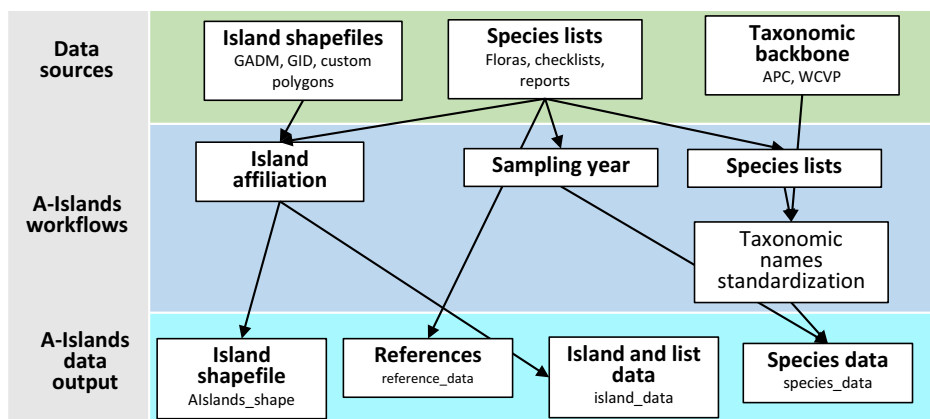 Data
sources
Island shapefiles
GADM, GID, custom
polygons
Species lists
Floras, checklists,
reports
Taxonomic
backbone
APC, WCVP
A-Islands
workflows
Island
affiliation
Sampling year
Species lists
Taxonomic
names
standardization
A-Islands
data
output
Island
shapefile
AIslands_shape
References
reference_data
Island and list
data
island_data
Species data
species_data